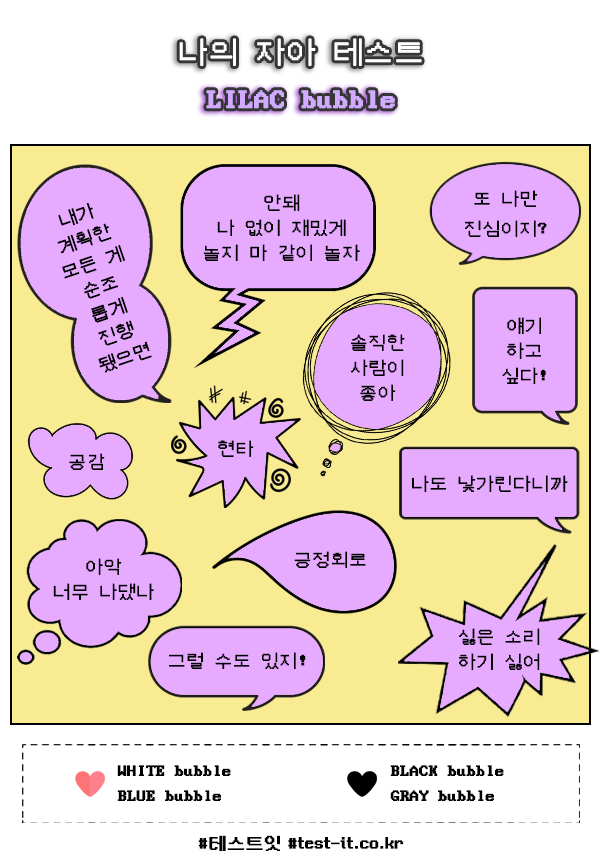 나의 자아 테스트
LILAC bubble
내가
계획한
모든 게
순조
롭게
진행
됐으면
안돼
나 없이 재밌게
놀지 마 같이 놀자
또 나만
진심이지?
솔직한
사람이
좋아
얘기
하고
싶다!
공감
현타
나도 낯가린다니까
아악
너무 나댔나
긍정회로
그럴 수도 있지!
싫은 소리
하기 싫어
WHITE bubble
BLUE bubble
BLACK bubble
GRAY bubble
#테스트잇 #test-it.co.kr